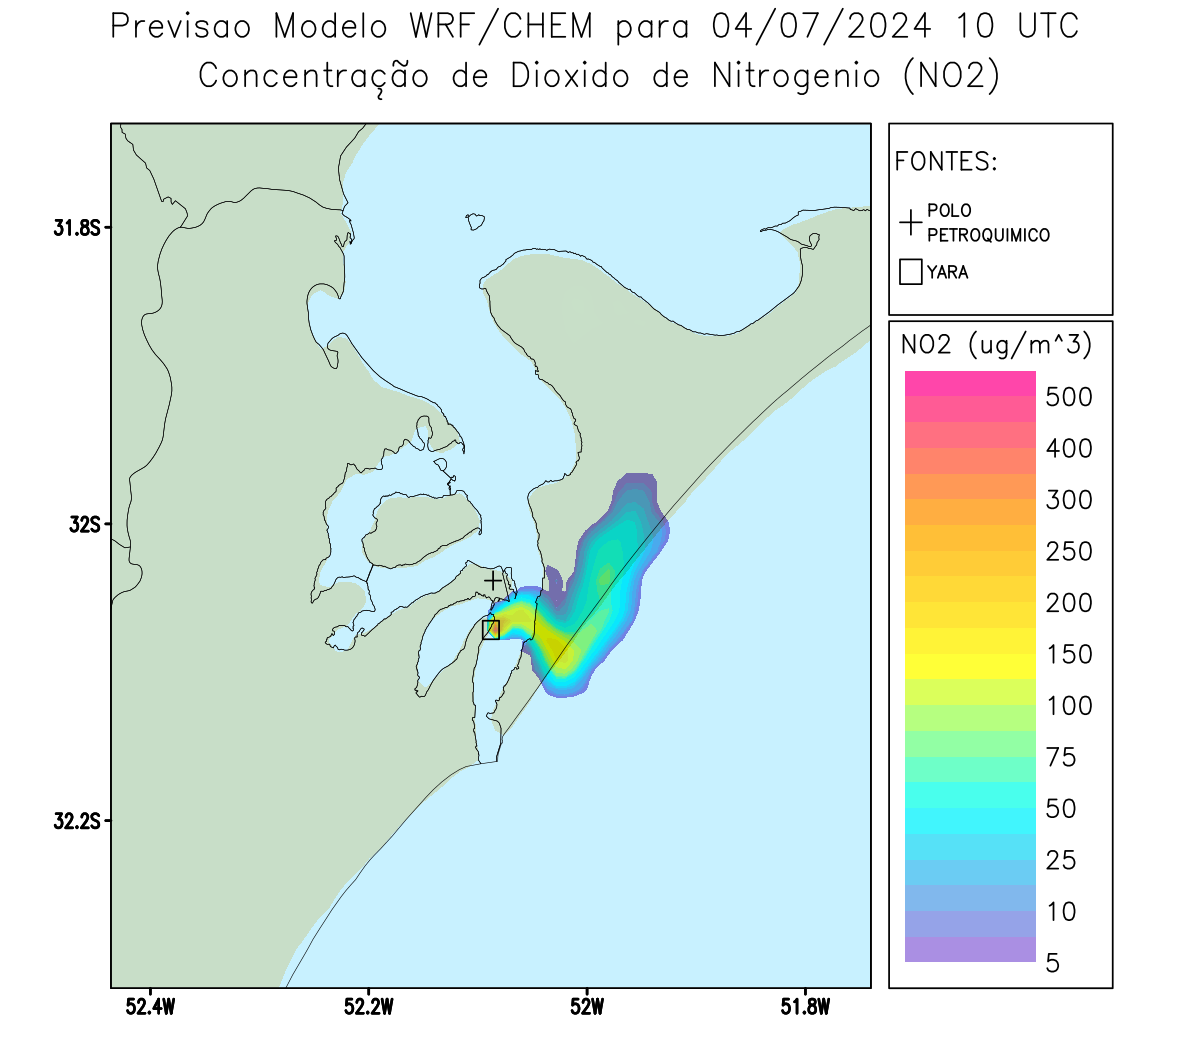 Previsao Modelo WRF/CHEM para 04/07/2024 10 UTC
Concentração de Dioxido de Nitrogenio (NO2)
FONTES:
POLO
PETROQUIMICO
YARA
NO2 (ug/m^3)
500
400
300
250
200
150
100
75
50
25
10
5
31.8S
32S
32.2S
52.4W
52.2W
52W
51.8W